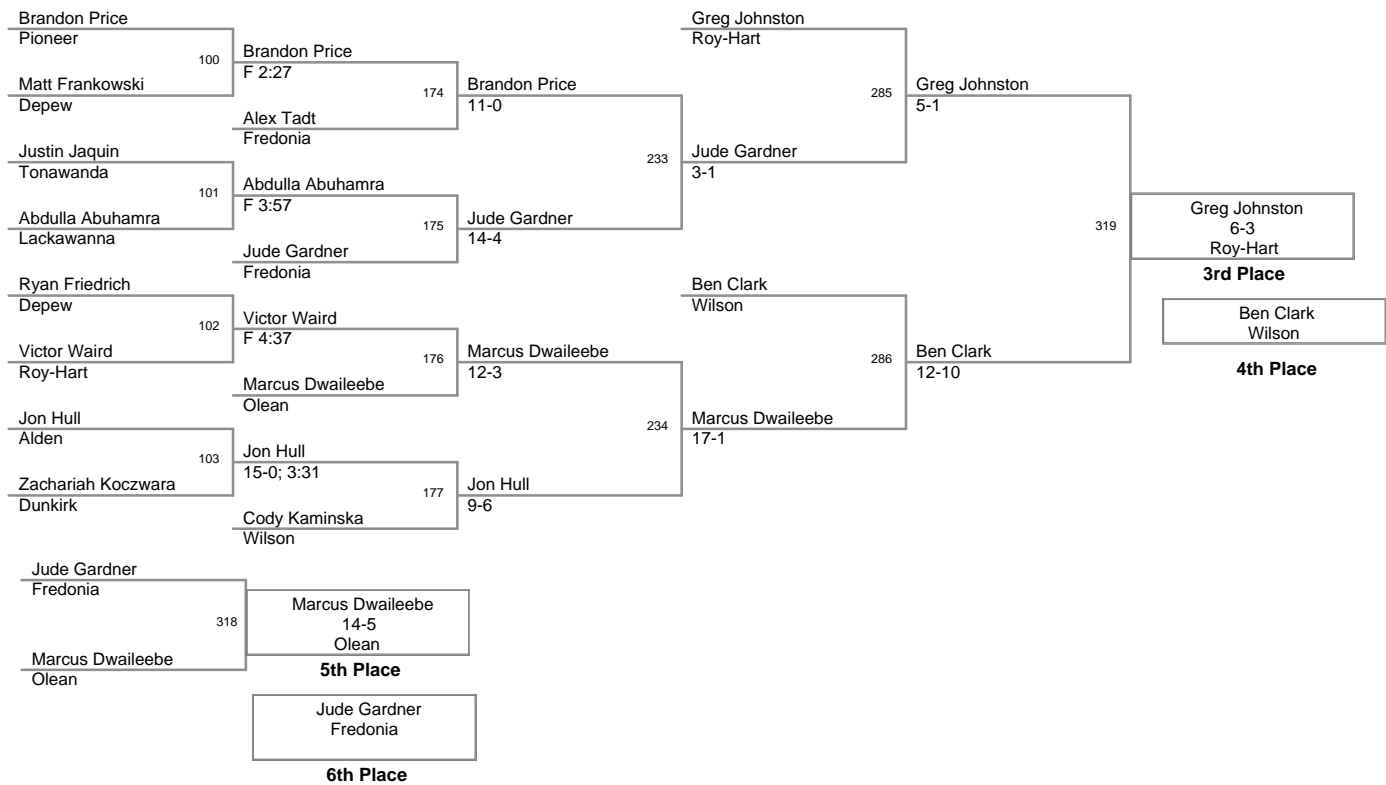 Brandon Price
Pioneer
100
Matt Frankowski
Depew
Justin Jaquin
Tonawanda
101
Abdulla Abuhamra
Lackawanna
Ryan Friedrich
Depew
102
Victor Waird
Roy-Hart
Jon Hull
Alden
103
Zachariah Koczwara
Dunkirk
Brandon Price
F 2:27
174
Alex Tadt
Fredonia
Abdulla Abuhamra
F 3:57
175
Jude Gardner
Fredonia
Victor Waird
F 4:37
176
Marcus Dwaileebe
Olean
Jon Hull
15-0; 3:31
177
Cody Kaminska
Wilson
Brandon Price
11-0
233
Jude Gardner
14-4
Marcus Dwaileebe
12-3
234
Jon Hull
9-6
Greg Johnston
Roy-Hart
285
Jude Gardner
3-1
Ben Clark
Wilson
286
Marcus Dwaileebe
17-1
Greg Johnston
5-1
319
Ben Clark
12-10
Greg Johnston
6-3
Roy-Hart
3rd Place
Ben Clark
Wilson
4th Place
Jude Gardner
Fredonia
318
Marcus Dwaileebe
Olean
Marcus Dwaileebe
14-5
Olean
5th Place
Jude Gardner
Fredonia
6th Place